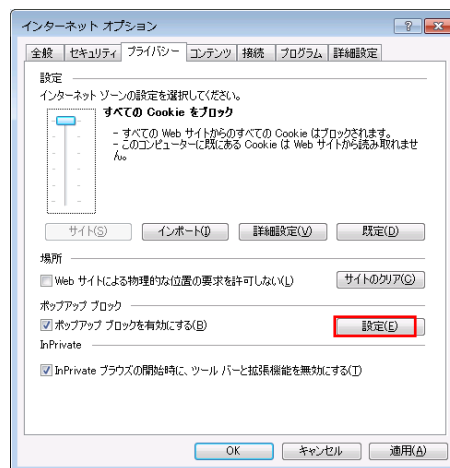 インターネット オプション
全般 セキュリティ プライバシー コンテンツ 接続 プログラム 詳細設定
設定
インターネット ゾーンの設定を選択してください。
すべての Cookie をブロック
- すべての Web サイトからのすべての Cookie はブロックされます。
- このコンピューターに既にある Cookie は Web サイトから読み取れませ
ん。
サイト(S) インポート(I) 詳細設定(V) 既定(D)
場所
Web サイトによる物理的な位置の要求を許可しない(L) サイトのクリア(C)
ポップアップ ブロック
ポップアップ ブロックを有効にする(B) 設定(E)
InPrivate
InPrivate ブラウズの開始時に、ツール バーと拡張機能を無効にする(T)
OK キャンセル 適用(A)